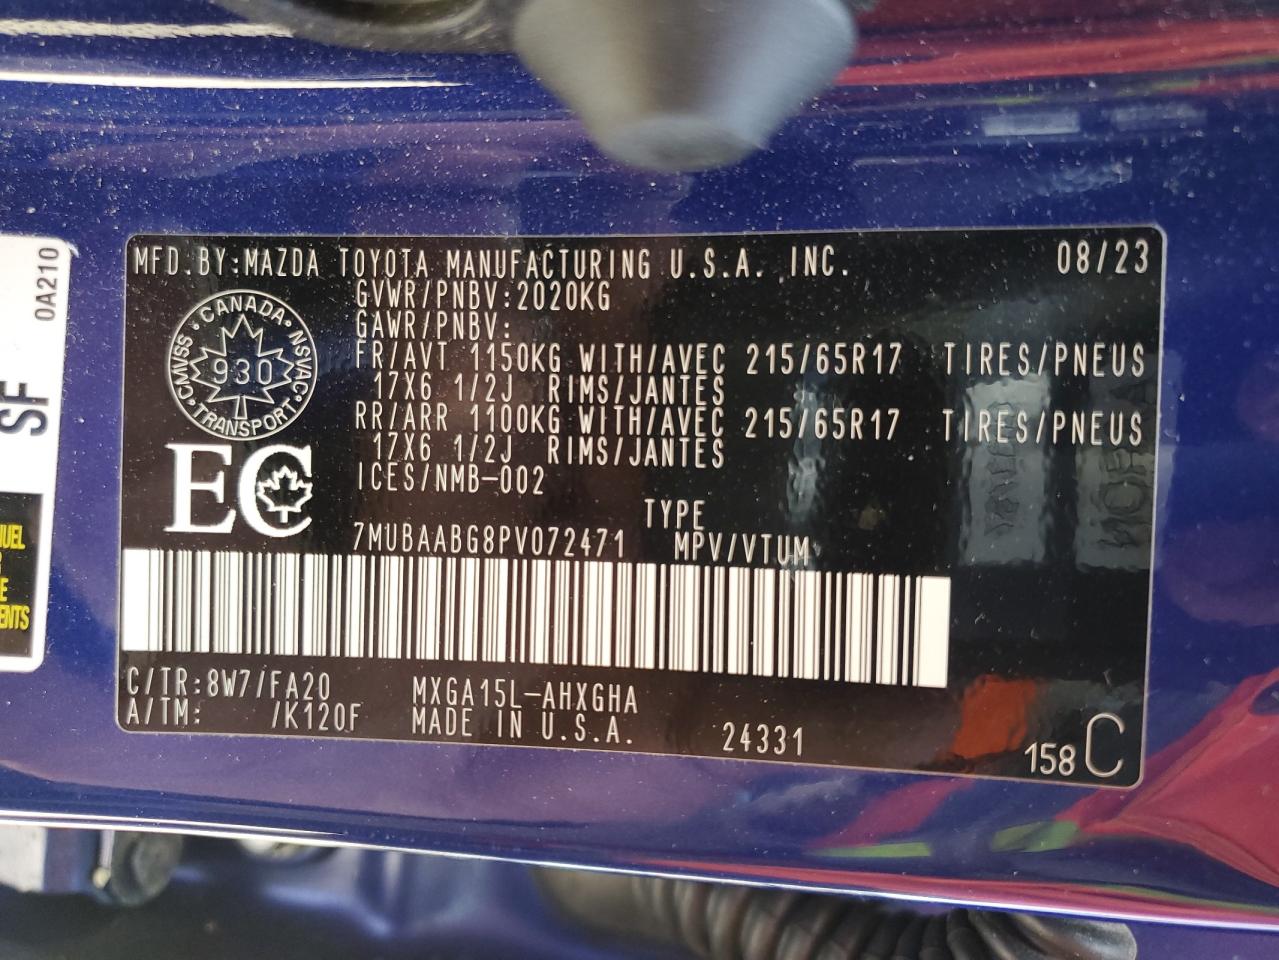 MFD.BY:MAZDA TOYOTA MANUFACTURING U.S.A. INC. 08/23
GVWR/PNBV:2020KG
GAWR/PNBV:
FR/AVT 1150KG WITH/AVEC 215/65R17 TIRES/PNEUS
17X6 1/2J RIMS/JANTES
RR/ARR 1100KG WITH/AVEC 215/65R17 TIRES/PNEUS
17X6 1/2J RIMS/JANTES
ICES/NMB-002
CANADA
CMVSS · NSVAC
930
TRANSPORT
EC
TYPE
7MUBAABG8PV072471 MPV/VTUM
C/TR:8W7/FA20 MXGA15L-AHXGHA
A/TM: /K120F MADE IN U.S.A. 24331
158 C
0A210
SF